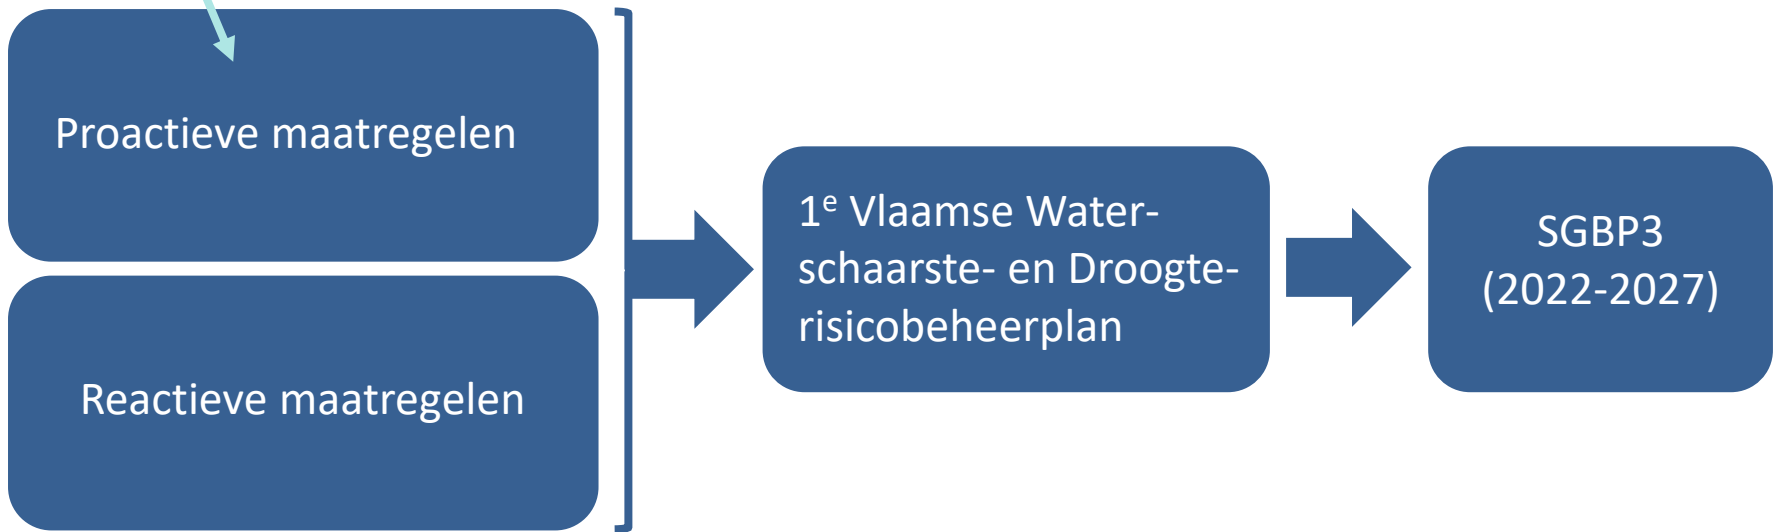 Proactieve maatregelen
Reactieve maatregelen
1e Vlaamse Water-
schaarste- en Droogte-
risicobeheerplan
SGBP3
(2022-2027)